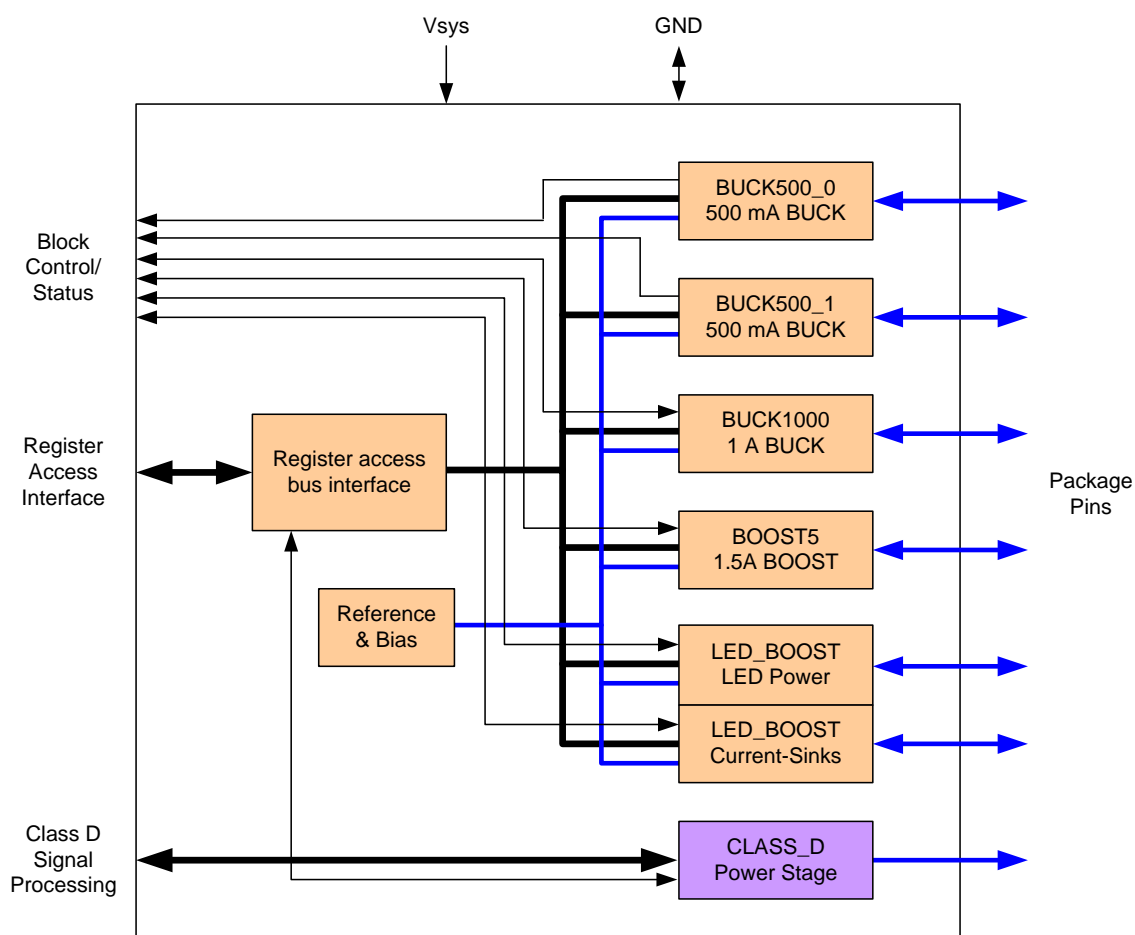 Vsys
GND
BUCK500_0
500 mA BUCK
Block
Control/
Status
BUCK500_1
500 mA BUCK
BUCK1000
1 A BUCK
Register
Access
Interface
Register access
bus interface
Package
Pins
BOOST5
1.5A BOOST
Reference
& Bias
LED_BOOST
LED Power
LED_BOOST
Current-Sinks
Class D
Signal
Processing
CLASS_D
Power Stage